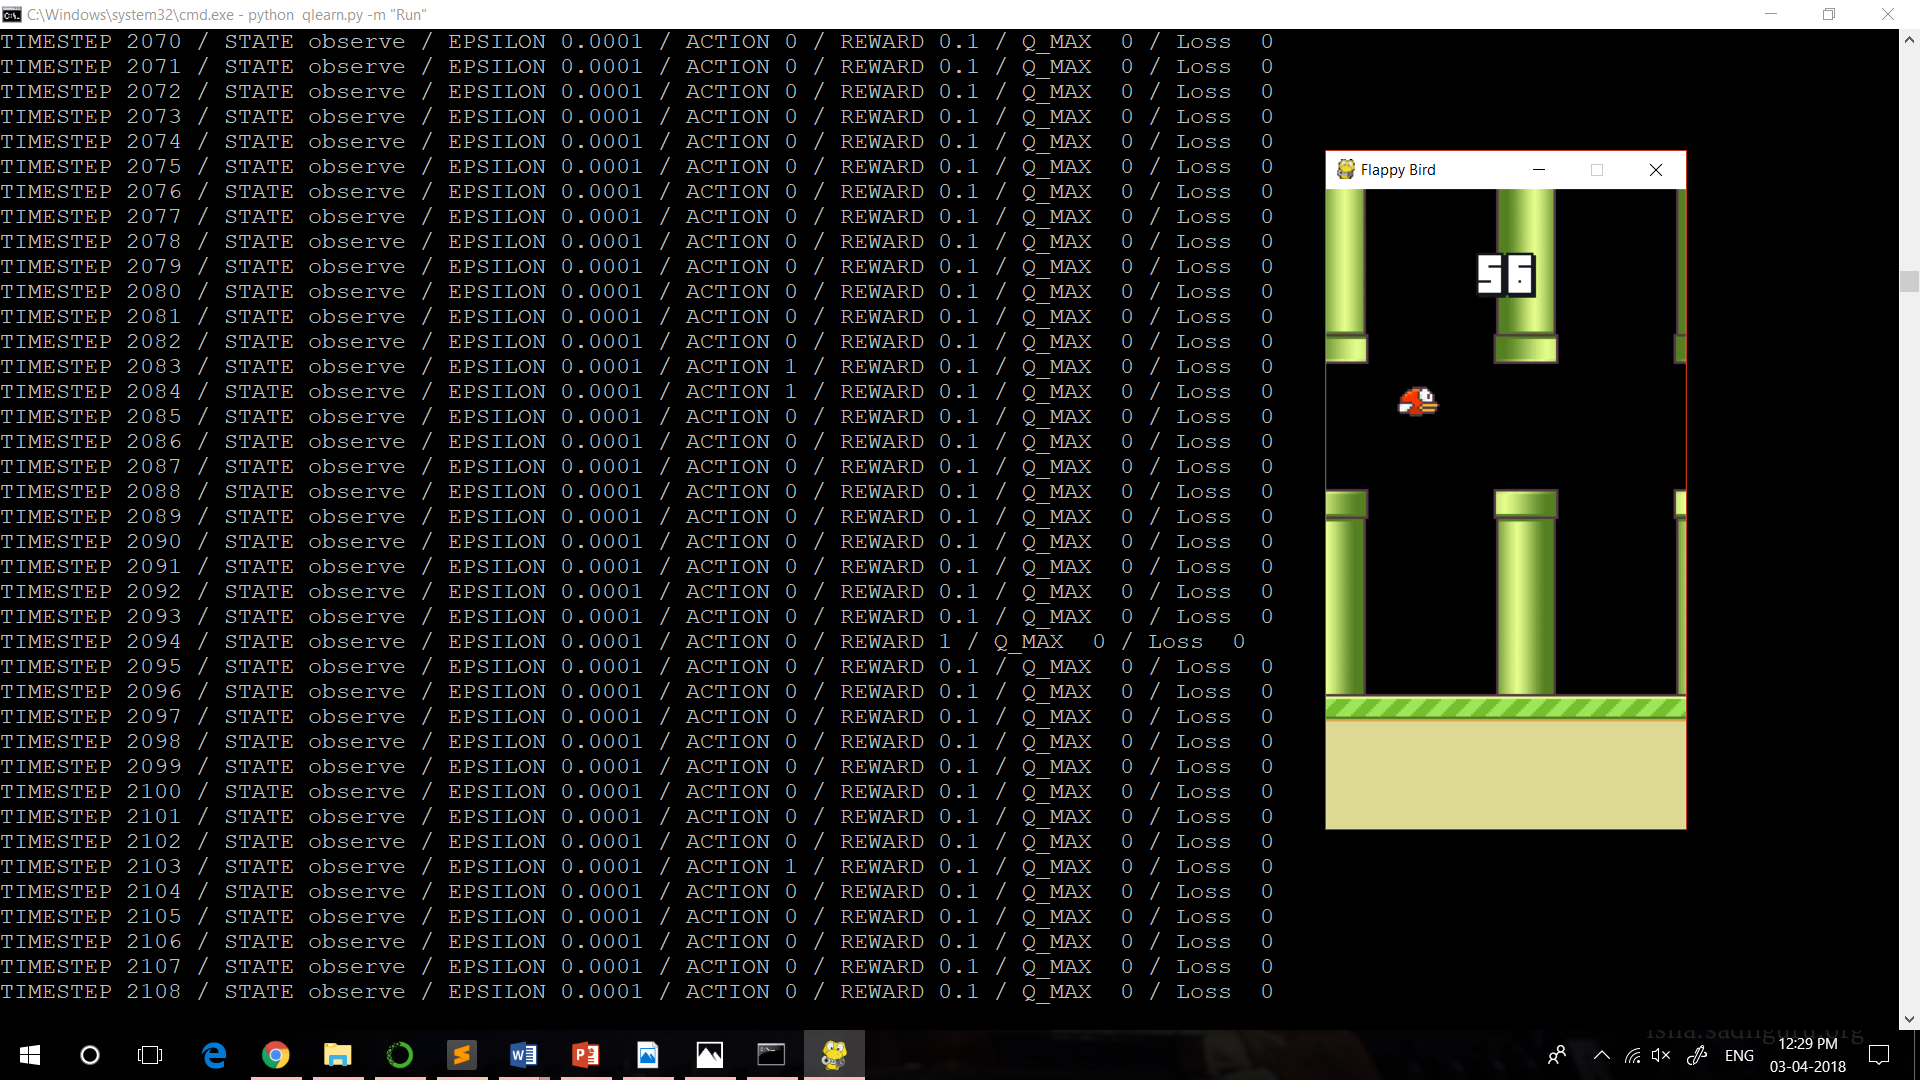 C:\Windows\system32\cmd.exe - python  qlearn.py -m "Run"
TIMESTEP 2070 / STATE observe / EPSILON 0.0001 / ACTION 0 / REWARD 0.1 / Q_MAX  0 / Loss  0
TIMESTEP 2071 / STATE observe / EPSILON 0.0001 / ACTION 0 / REWARD 0.1 / Q_MAX  0 / Loss  0
TIMESTEP 2072 / STATE observe / EPSILON 0.0001 / ACTION 0 / REWARD 0.1 / Q_MAX  0 / Loss  0
TIMESTEP 2073 / STATE observe / EPSILON 0.0001 / ACTION 0 / REWARD 0.1 / Q_MAX  0 / Loss  0
TIMESTEP 2074 / STATE observe / EPSILON 0.0001 / ACTION 0 / REWARD 0.1 / Q_MAX  0 / Loss  0
TIMESTEP 2075 / STATE observe / EPSILON 0.0001 / ACTION 0 / REWARD 0.1 / Q_MAX  0 / Loss  0
TIMESTEP 2076 / STATE observe / EPSILON 0.0001 / ACTION 0 / REWARD 0.1 / Q_MAX  0 / Loss  0
TIMESTEP 2077 / STATE observe / EPSILON 0.0001 / ACTION 0 / REWARD 0.1 / Q_MAX  0 / Loss  0
TIMESTEP 2078 / STATE observe / EPSILON 0.0001 / ACTION 0 / REWARD 0.1 / Q_MAX  0 / Loss  0
TIMESTEP 2079 / STATE observe / EPSILON 0.0001 / ACTION 0 / REWARD 0.1 / Q_MAX  0 / Loss  0
TIMESTEP 2080 / STATE observe / EPSILON 0.0001 / ACTION 0 / REWARD 0.1 / Q_MAX  0 / Loss  0
TIMESTEP 2081 / STATE observe / EPSILON 0.0001 / ACTION 0 / REWARD 0.1 / Q_MAX  0 / Loss  0
TIMESTEP 2082 / STATE observe / EPSILON 0.0001 / ACTION 0 / REWARD 0.1 / Q_MAX  0 / Loss  0
TIMESTEP 2083 / STATE observe / EPSILON 0.0001 / ACTION 1 / REWARD 0.1 / Q_MAX  0 / Loss  0
TIMESTEP 2084 / STATE observe / EPSILON 0.0001 / ACTION 1 / REWARD 0.1 / Q_MAX  0 / Loss  0
TIMESTEP 2085 / STATE observe / EPSILON 0.0001 / ACTION 0 / REWARD 0.1 / Q_MAX  0 / Loss  0
TIMESTEP 2086 / STATE observe / EPSILON 0.0001 / ACTION 0 / REWARD 0.1 / Q_MAX  0 / Loss  0
TIMESTEP 2087 / STATE observe / EPSILON 0.0001 / ACTION 0 / REWARD 0.1 / Q_MAX  0 / Loss  0
TIMESTEP 2088 / STATE observe / EPSILON 0.0001 / ACTION 0 / REWARD 0.1 / Q_MAX  0 / Loss  0
TIMESTEP 2089 / STATE observe / EPSILON 0.0001 / ACTION 0 / REWARD 0.1 / Q_MAX  0 / Loss  0
TIMESTEP 2090 / STATE observe / EPSILON 0.0001 / ACTION 0 / REWARD 0.1 / Q_MAX  0 / Loss  0
TIMESTEP 2091 / STATE observe / EPSILON 0.0001 / ACTION 0 / REWARD 0.1 / Q_MAX  0 / Loss  0
TIMESTEP 2092 / STATE observe / EPSILON 0.0001 / ACTION 0 / REWARD 0.1 / Q_MAX  0 / Loss  0
TIMESTEP 2093 / STATE observe / EPSILON 0.0001 / ACTION 0 / REWARD 0.1 / Q_MAX  0 / Loss  0
TIMESTEP 2094 / STATE observe / EPSILON 0.0001 / ACTION 0 / REWARD 1 / Q_MAX  0 / Loss  0
TIMESTEP 2095 / STATE observe / EPSILON 0.0001 / ACTION 0 / REWARD 0.1 / Q_MAX  0 / Loss  0
TIMESTEP 2096 / STATE observe / EPSILON 0.0001 / ACTION 0 / REWARD 0.1 / Q_MAX  0 / Loss  0
TIMESTEP 2097 / STATE observe / EPSILON 0.0001 / ACTION 0 / REWARD 0.1 / Q_MAX  0 / Loss  0
TIMESTEP 2098 / STATE observe / EPSILON 0.0001 / ACTION 0 / REWARD 0.1 / Q_MAX  0 / Loss  0
TIMESTEP 2099 / STATE observe / EPSILON 0.0001 / ACTION 0 / REWARD 0.1 / Q_MAX  0 / Loss  0
TIMESTEP 2100 / STATE observe / EPSILON 0.0001 / ACTION 0 / REWARD 0.1 / Q_MAX  0 / Loss  0
TIMESTEP 2101 / STATE observe / EPSILON 0.0001 / ACTION 0 / REWARD 0.1 / Q_MAX  0 / Loss  0
TIMESTEP 2102 / STATE observe / EPSILON 0.0001 / ACTION 0 / REWARD 0.1 / Q_MAX  0 / Loss  0
TIMESTEP 2103 / STATE observe / EPSILON 0.0001 / ACTION 1 / REWARD 0.1 / Q_MAX  0 / Loss  0
TIMESTEP 2104 / STATE observe / EPSILON 0.0001 / ACTION 0 / REWARD 0.1 / Q_MAX  0 / Loss  0
TIMESTEP 2105 / STATE observe / EPSILON 0.0001 / ACTION 0 / REWARD 0.1 / Q_MAX  0 / Loss  0
TIMESTEP 2106 / STATE observe / EPSILON 0.0001 / ACTION 0 / REWARD 0.1 / Q_MAX  0 / Loss  0
TIMESTEP 2107 / STATE observe / EPSILON 0.0001 / ACTION 0 / REWARD 0.1 / Q_MAX  0 / Loss  0
TIMESTEP 2108 / STATE observe / EPSILON 0.0001 / ACTION 0 / REWARD 0.1 / Q_MAX  0 / Loss  0
Flappy Bird
56
isha.sadhguru.org
ENG
12:29 PM
03-04-2018